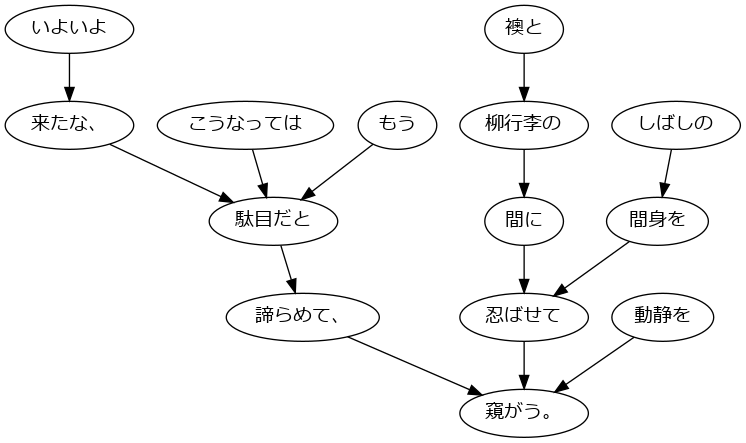 いよいよ
襖と
来たな、
こうなっては
もう
柳行李の
しばしの
駄目だと
間に
間身を
諦らめて、
忍ばせて
動静を
窺がう。